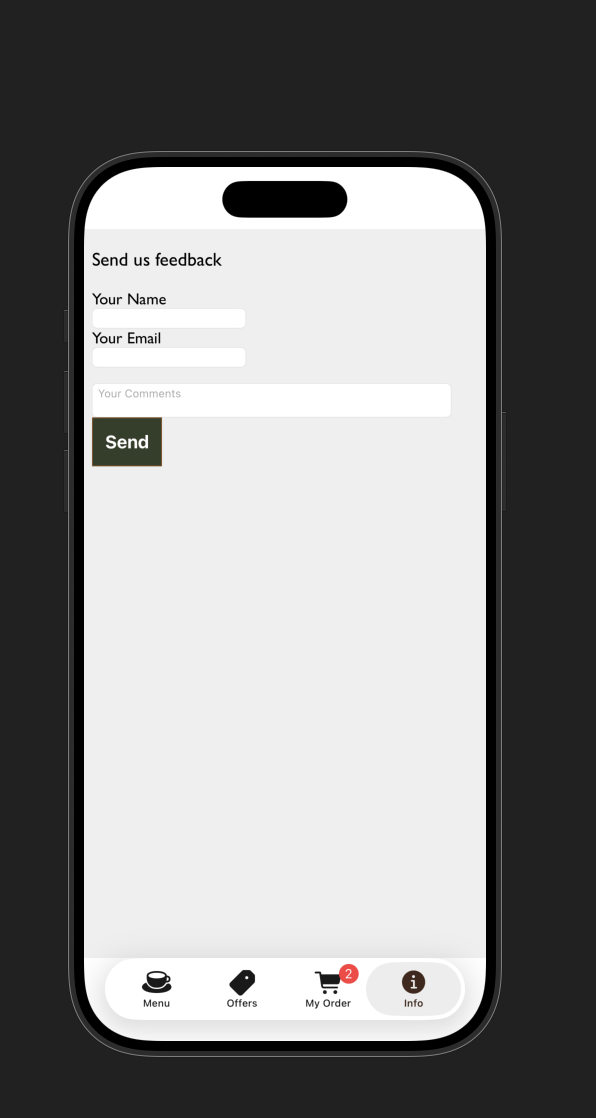 Send us feedback
Your Name
Your Email
Your Comments
Send
2
Menu
Offers
My Order
Info